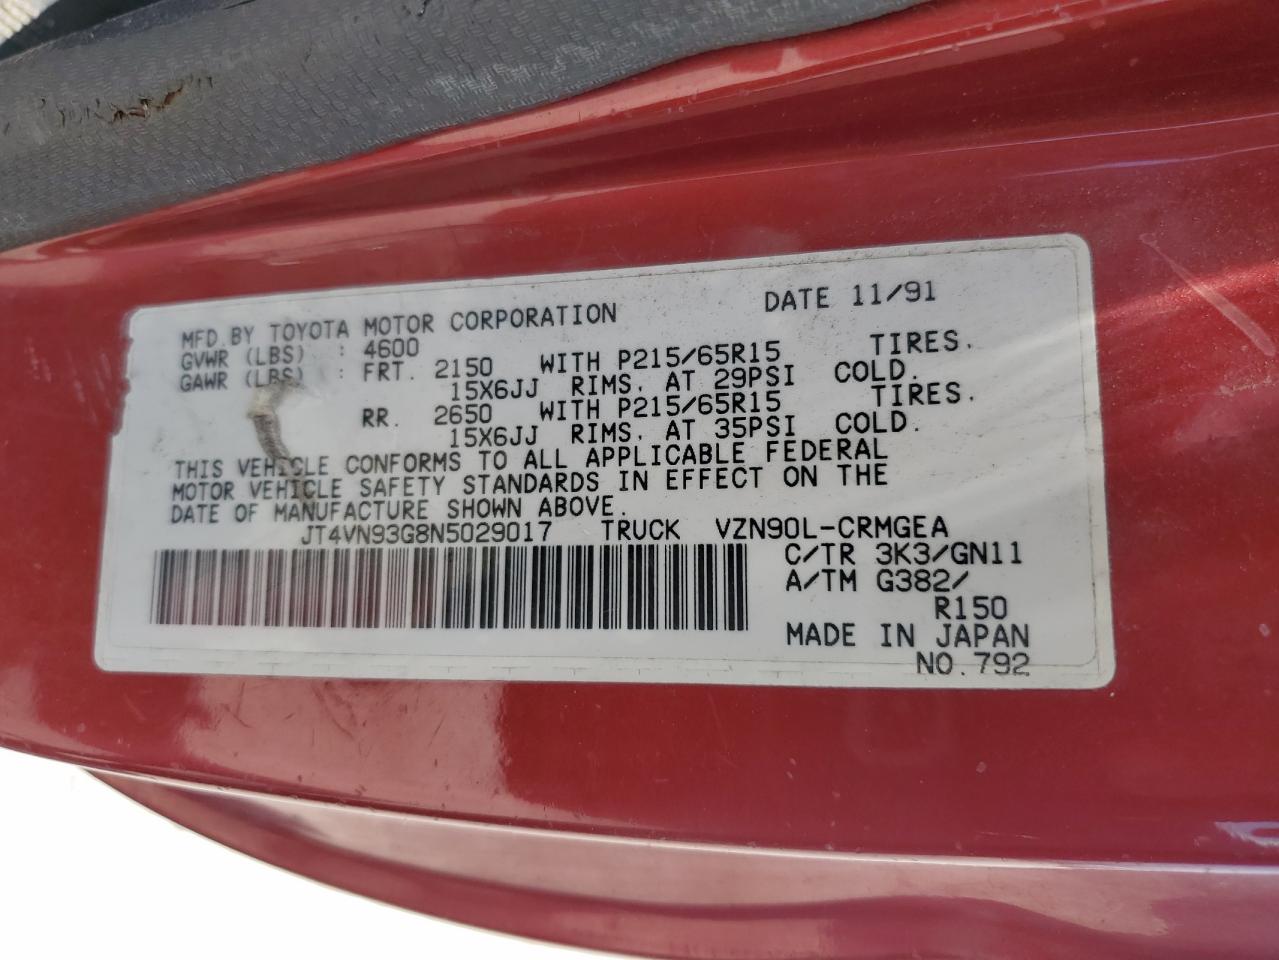 DATE 11/91
MFD.BY TOYOTA MOTOR CORPORATION
GVWR (LBS) : 4600
GAWR (LBS) : FRT. 2150 WITH P215/65R15 TIRES.
15X6JJ RIMS, AT 29PSI COLD.
RR. 2650 WITH P215/65R15 TIRES.
15X6JJ RIMS, AT 35PSI COLD.
THIS VEHICLE CONFORMS TO ALL APPLICABLE FEDERAL
MOTOR VEHICLE SAFETY STANDARDS IN EFFECT ON THE
DATE OF MANUFACTURE SHOWN ABOVE.
JT4VN93G8N5029017 TRUCK VZN90L-CRMGEA
C/TR 3K3/GN11
A/TM G382/
R150
MADE IN JAPAN
NO.792